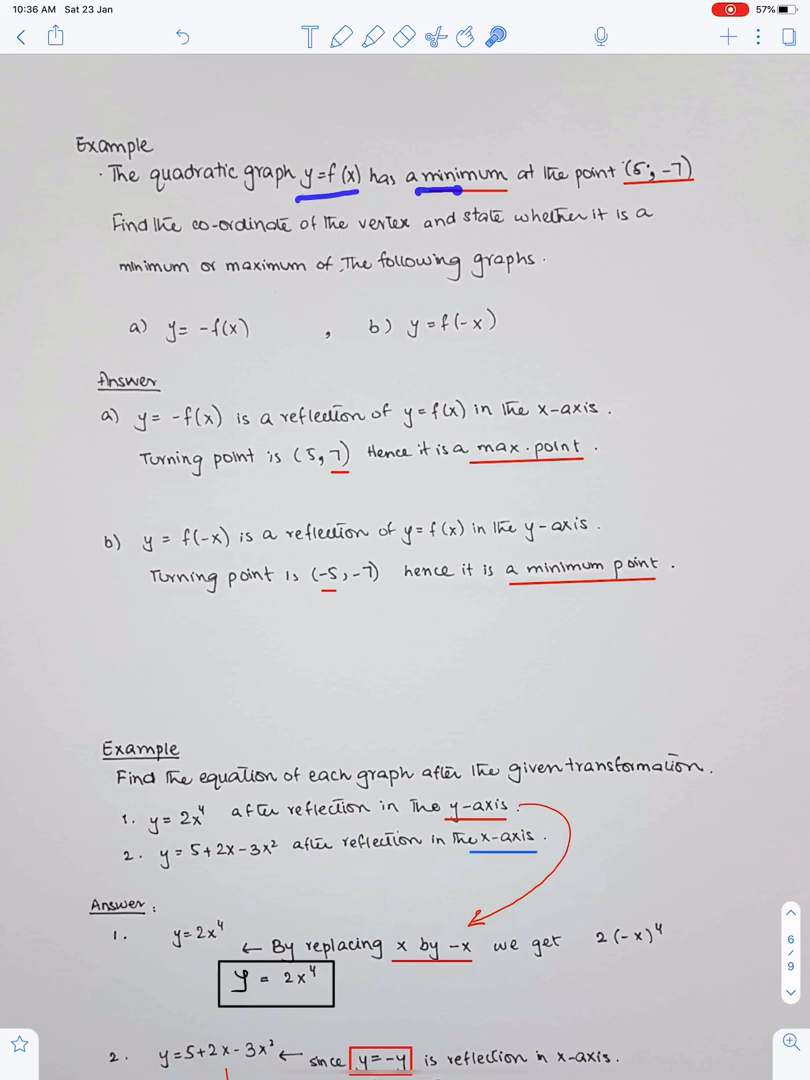 10:36 AM Sat 23 Jan
57%
T
Example
The quadratic graph y=f(x) has a minimum at the point (5, -7)
Find the co-ordinate of the vertex and state whether it is a
minimum or maximum of the following graphs.
a) y= -f(x) , b) y=f(-x)
Answer
a) y= -f(x) is a reflection of y=f(x) in the x-axis.
Turning point is (5, 7) Hence it is a max. point.
b) y = f(-x) is a reflection of y=f(x) in the y-axis.
Turning point is (-5, -7) hence it is a minimum point.
Example
Find the equation of each graph after the given transformation.
1. y= 2x⁴ after reflection in the y-axis.
2. y= 5+2x-3x² after reflection in the x-axis.
Answer :
1. y=2x⁴ ← By replacing x by -x we get 2(-x)⁴
y = 2x⁴
2. y=5+2x-3x² ← since y=-y is reflection in x-axis.
6
/
9